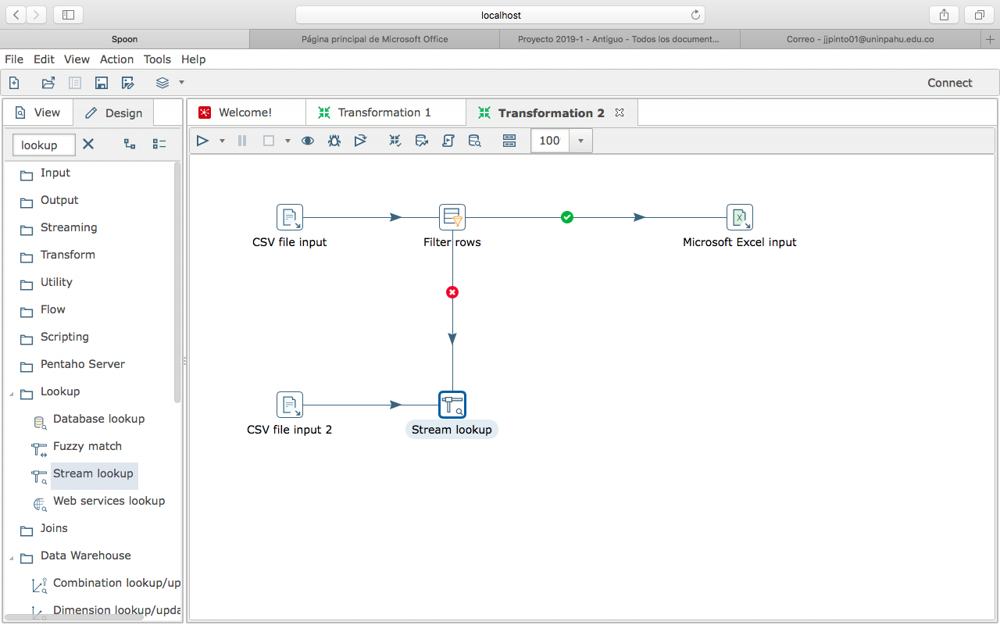 localhost
Spoon
Página principal de Microsoft Office
Proyecto 2019-1 - Antiguo - Todos los document...
Correo - jjpinto01@uninpahu.edu.co
File Edit View Action Tools Help
Connect
View
Design
Welcome!
Transformation 1
Transformation 2
lookup
100
Input
Output
Streaming
Transform
Utility
Flow
Scripting
Pentaho Server
Lookup
Database lookup
Fuzzy match
Stream lookup
Web services lookup
Joins
Data Warehouse
Combination lookup/up
Dimension lookup/upda
CSV file input
Filter rows
Microsoft Excel input
CSV file input 2
Stream lookup